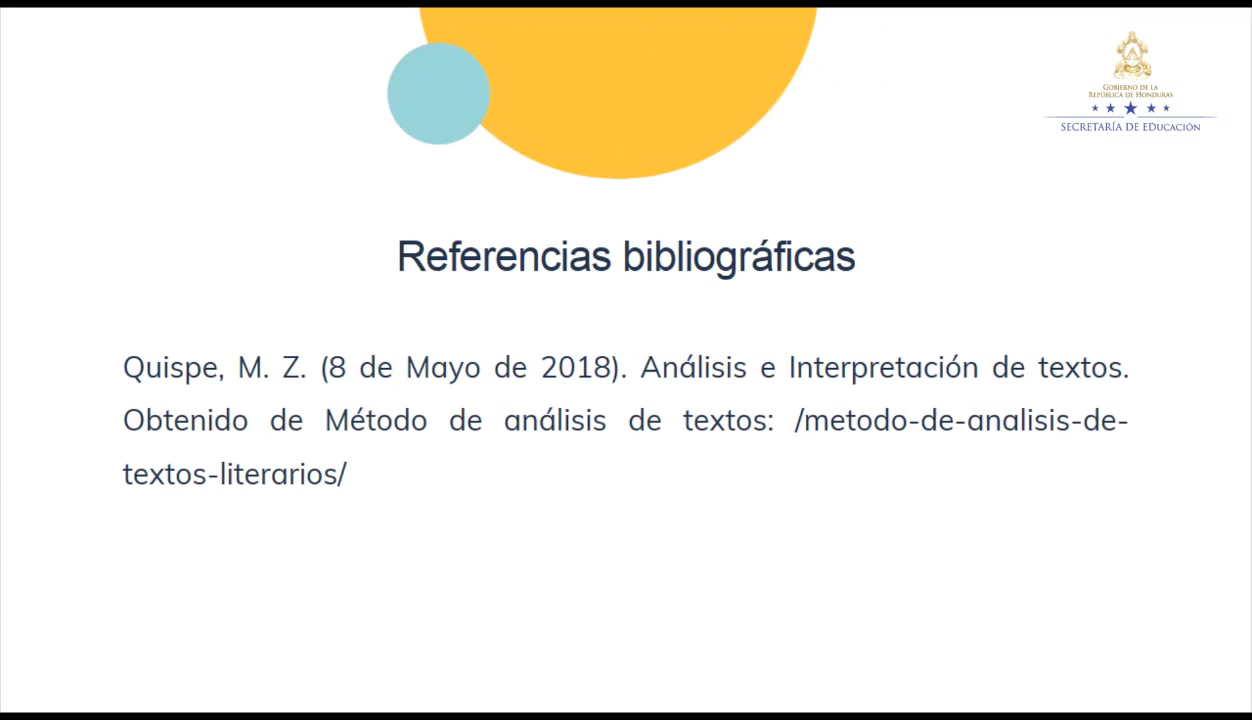 GOBIERNO DE LA
REPÚBLICA DE HONDURAS
SECRETARÍA DE EDUCACIÓN
Referencias bibliográficas
Quispe, M. Z. (8 de Mayo de 2018). Análisis e Interpretación de textos.
Obtenido de Método de análisis de textos: /metodo-de-analisis-de-
textos-literarios/